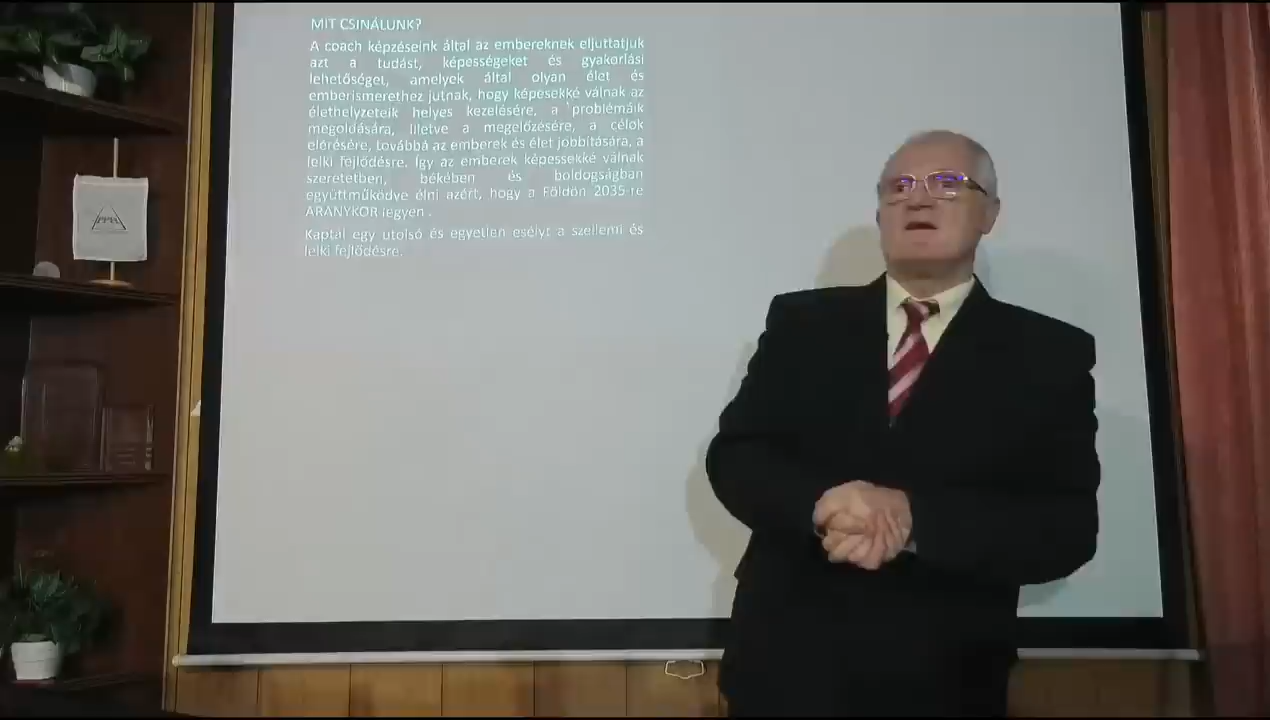 MIT CSINÁLUNK?
A coach képzéseink által az embereknek eljuttatjuk
azt a tudást, képességeket és gyakorlási
lehetőséget, amelyek által olyan élet és
emberismerethez jutnak, hogy képesekké válnak az
élethelyzeteik helyes kezelésére, a problémáik
megoldására, illetve a megelőzésére, a célok
elérésére, továbbá az emberek és élet jobbítására, a
lelki fejlődésre. Így az emberek képessekké válnak
szeretetben, békében és boldogságban
együttműködve élni azért, hogy a Földön 2035-re
ARANYKOR legyen .
Kaptál egy utolsó és egyetlen esélyt a szellemi és
lelki fejlődésre.